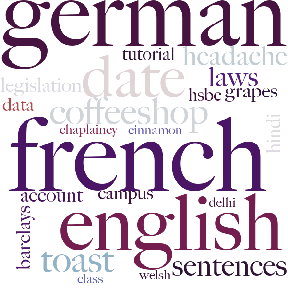 german
tutorial
headache
date
legislation
laws
hsbc
grapes
data
coffeeshop
chaplaincy
cinnamon
hindi
french
account
campus
delhi
barclays
english
toast
sentences
welsh
class